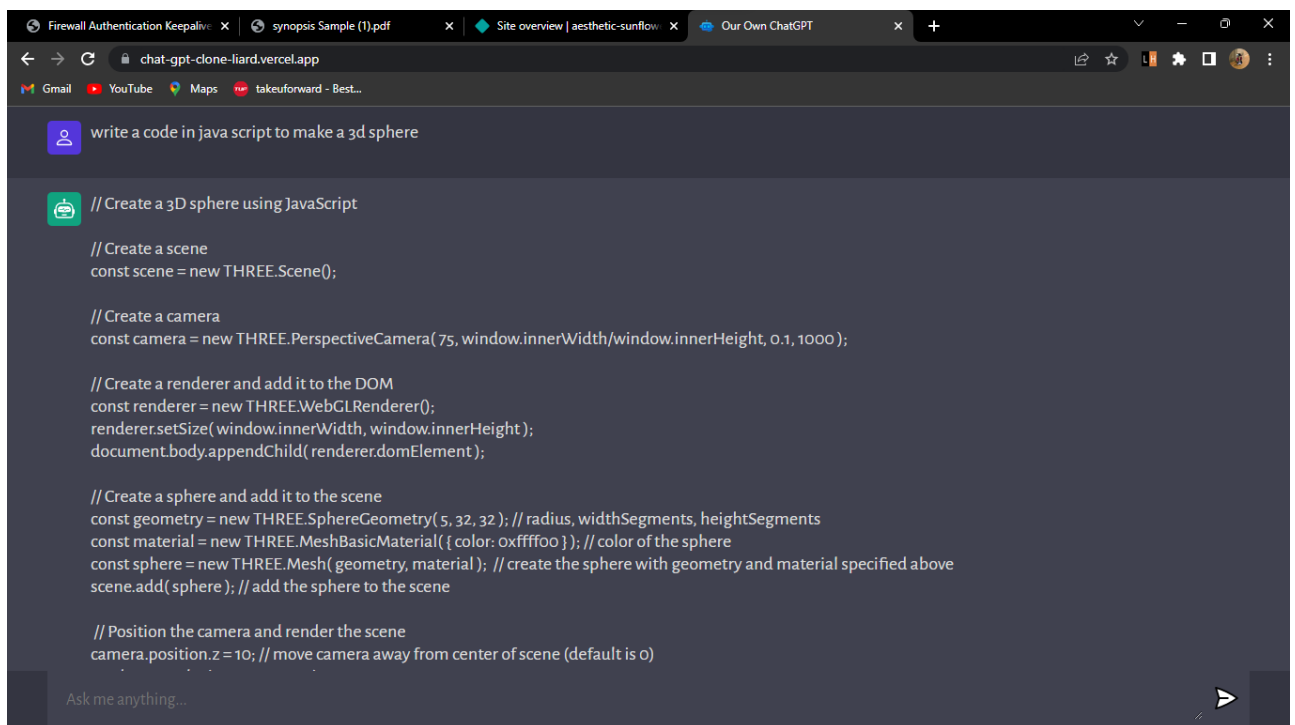 Firewall Authentication Keepalive
synopsis Sample (1).pdf
Site overview | aesthetic-sunflow
Our Own ChatGPT
chat-gpt-clone-liard.vercel.app
Gmail
YouTube
Maps
takeuforward - Best...
write a code in java script to make a 3d sphere
// Create a 3D sphere using JavaScript
// Create a scene
const scene = new THREE.Scene();
// Create a camera
const camera = new THREE.PerspectiveCamera( 75, window.innerWidth/window.innerHeight, 0.1, 1000 );
// Create a renderer and add it to the DOM
const renderer = new THREE.WebGLRenderer();
renderer.setSize( window.innerWidth, window.innerHeight );
document.body.appendChild( renderer.domElement );
// Create a sphere and add it to the scene
const geometry = new THREE.SphereGeometry( 5, 32, 32 ); // radius, widthSegments, heightSegments
const material = new THREE.MeshBasicMaterial( { color: 0xffff00 } ); // color of the sphere
const sphere = new THREE.Mesh( geometry, material ); // create the sphere with geometry and material specified above
scene.add( sphere ); // add the sphere to the scene
// Position the camera and render the scene
camera.position.z = 10; // move camera away from center of scene (default is 0)
Ask me anything...